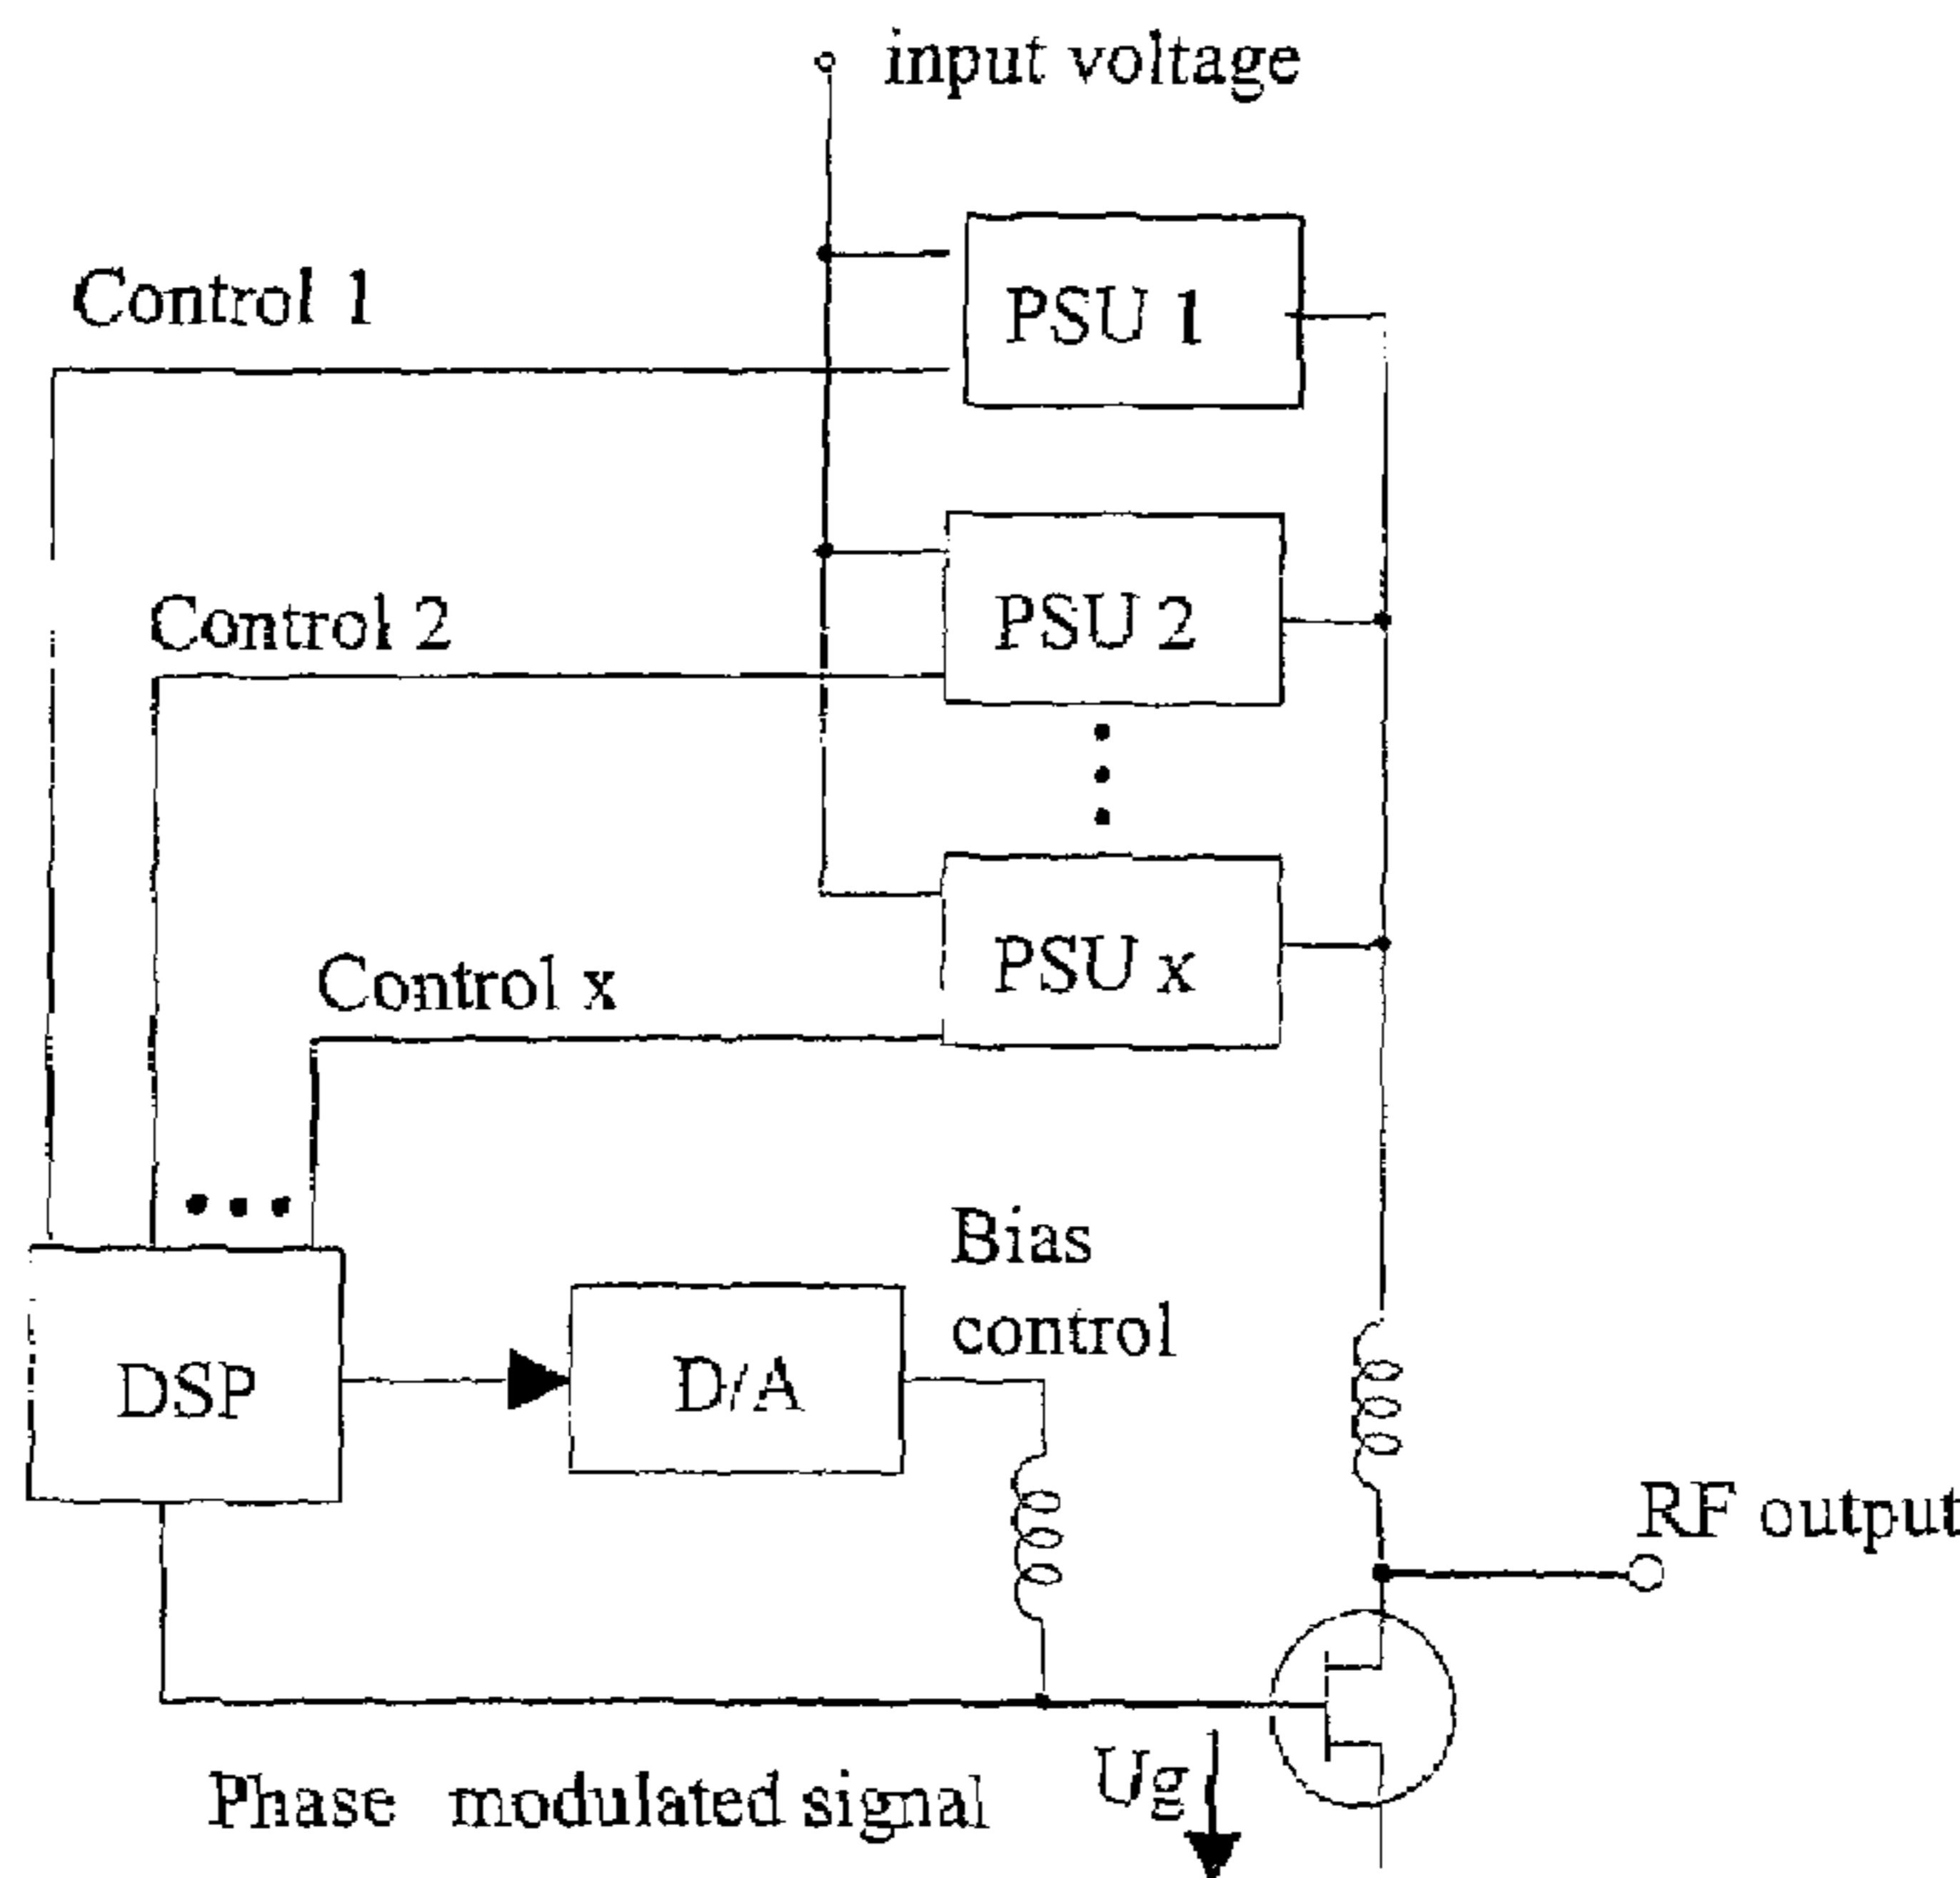 input voltage
Control 1
PSU 1
Control 2
PSU 2
Control x
PSU x
Bias
control
DSP
D/A
RF output
Phase modulated signal
Ug